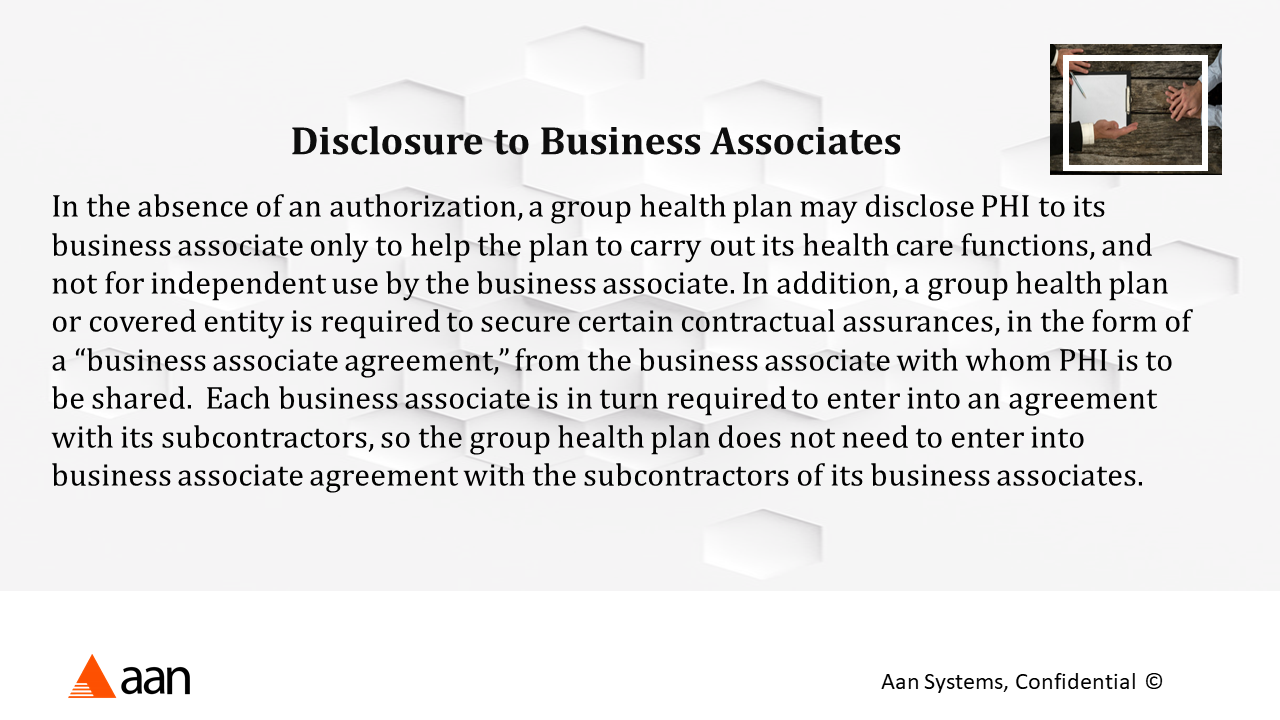 Disclosure to Business Associates
In the absence of an authorization, a group health plan may disclose PHI to its
business associate only to help the plan to carry out its health care functions, and
not for independent use by the business associate. In addition, a group health plan
or covered entity is required to secure certain contractual assurances, in the form of
a “business associate agreement,” from the business associate with whom PHI is to
be shared.  Each business associate is in turn required to enter into an agreement
with its subcontractors, so the group health plan does not need to enter into
business associate agreement with the subcontractors of its business associates.
aan
Aan Systems, Confidential ©